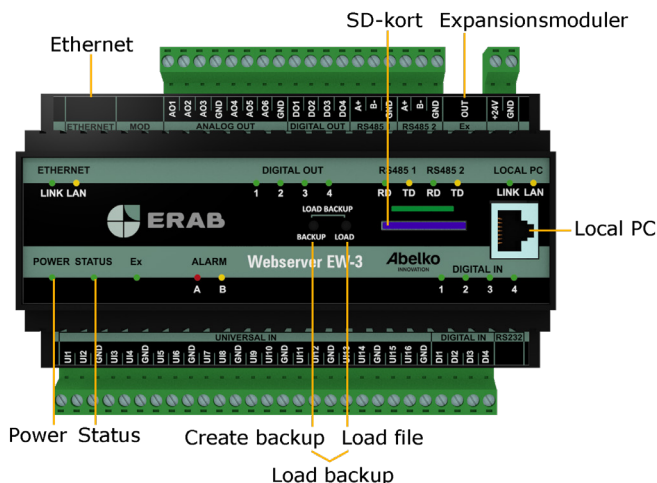 SD-kort Expansionsmoduler
Ethernet
AO1 AO2 AO3 GND AO4 AO5 AO6 GND DO1 DO2 DO3 DO4 A+ B- GND A+ B- GND OUT +24V GND
ETHERNET MOD ANALOG OUT DIGITAL OUT RS485 1 RS485 2 Ex
ETHERNET DIGITAL OUT RS485 1 RS485 2 LOCAL PC
LINK LAN 1 2 3 4 RD TD RD TD LINK LAN
LOAD BACKUP
ERAB
BACKUP LOAD
Local PC
POWER STATUS Ex ALARM Webserver EW-3 Abelko
INNOVATION
DIGITAL IN
A B 1 2 3 4
UNIVERSAL IN DIGITAL IN RS232
UI1 UI2 GND UI3 UI4 GND UI5 UI6 GND UI7 UI8 GND UI9 UI10 GND UI11 UI12 GND UI13 UI14 GND UI15 UI16 GND DI1 DI2 DI3 DI4
Power Status Create backup Load file
Load backup